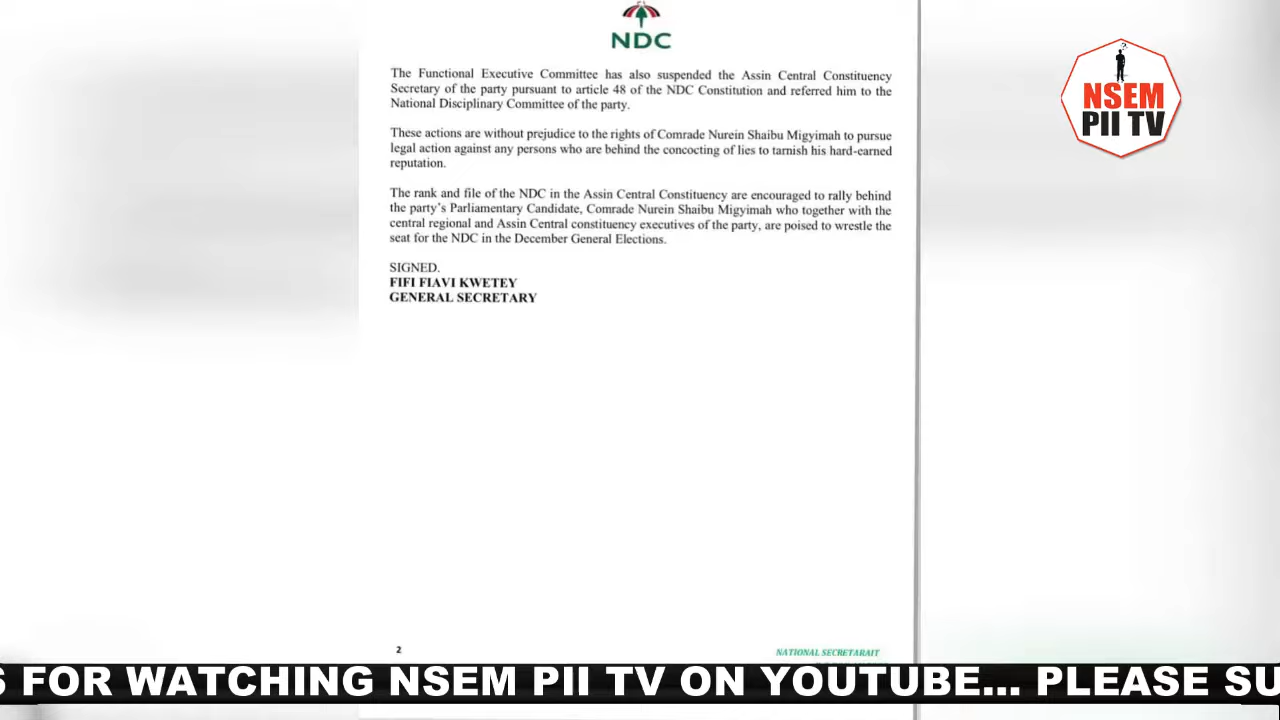 NDC
The Functional Executive Committee has also suspended the Assin Central Constituency
Secretary of the party pursuant to article 48 of the NDC Constitution and referred him to the
National Disciplinary Committee of the party.
These actions are without prejudice to the rights of Comrade Nurein Shaibu Migyimah to pursue
legal action against any persons who are behind the concocting of lies to tarnish his hard-earned
reputation.
The rank and file of the NDC in the Assin Central Constituency are encouraged to rally behind
the party's Parliamentary Candidate, Comrade Nurein Shaibu Migyimah who together with the
central regional and Assin Central constituency executives of the party, are poised to wrestle the
seat for the NDC in the December General Elections.
SIGNED.
FIFI FIAVI KWETEY
GENERAL SECRETARY
2
NATIONAL SECRETARAIT
NSEM
PII TV
S FOR WATCHING NSEM PII TV ON YOUTUBE... PLEASE SU